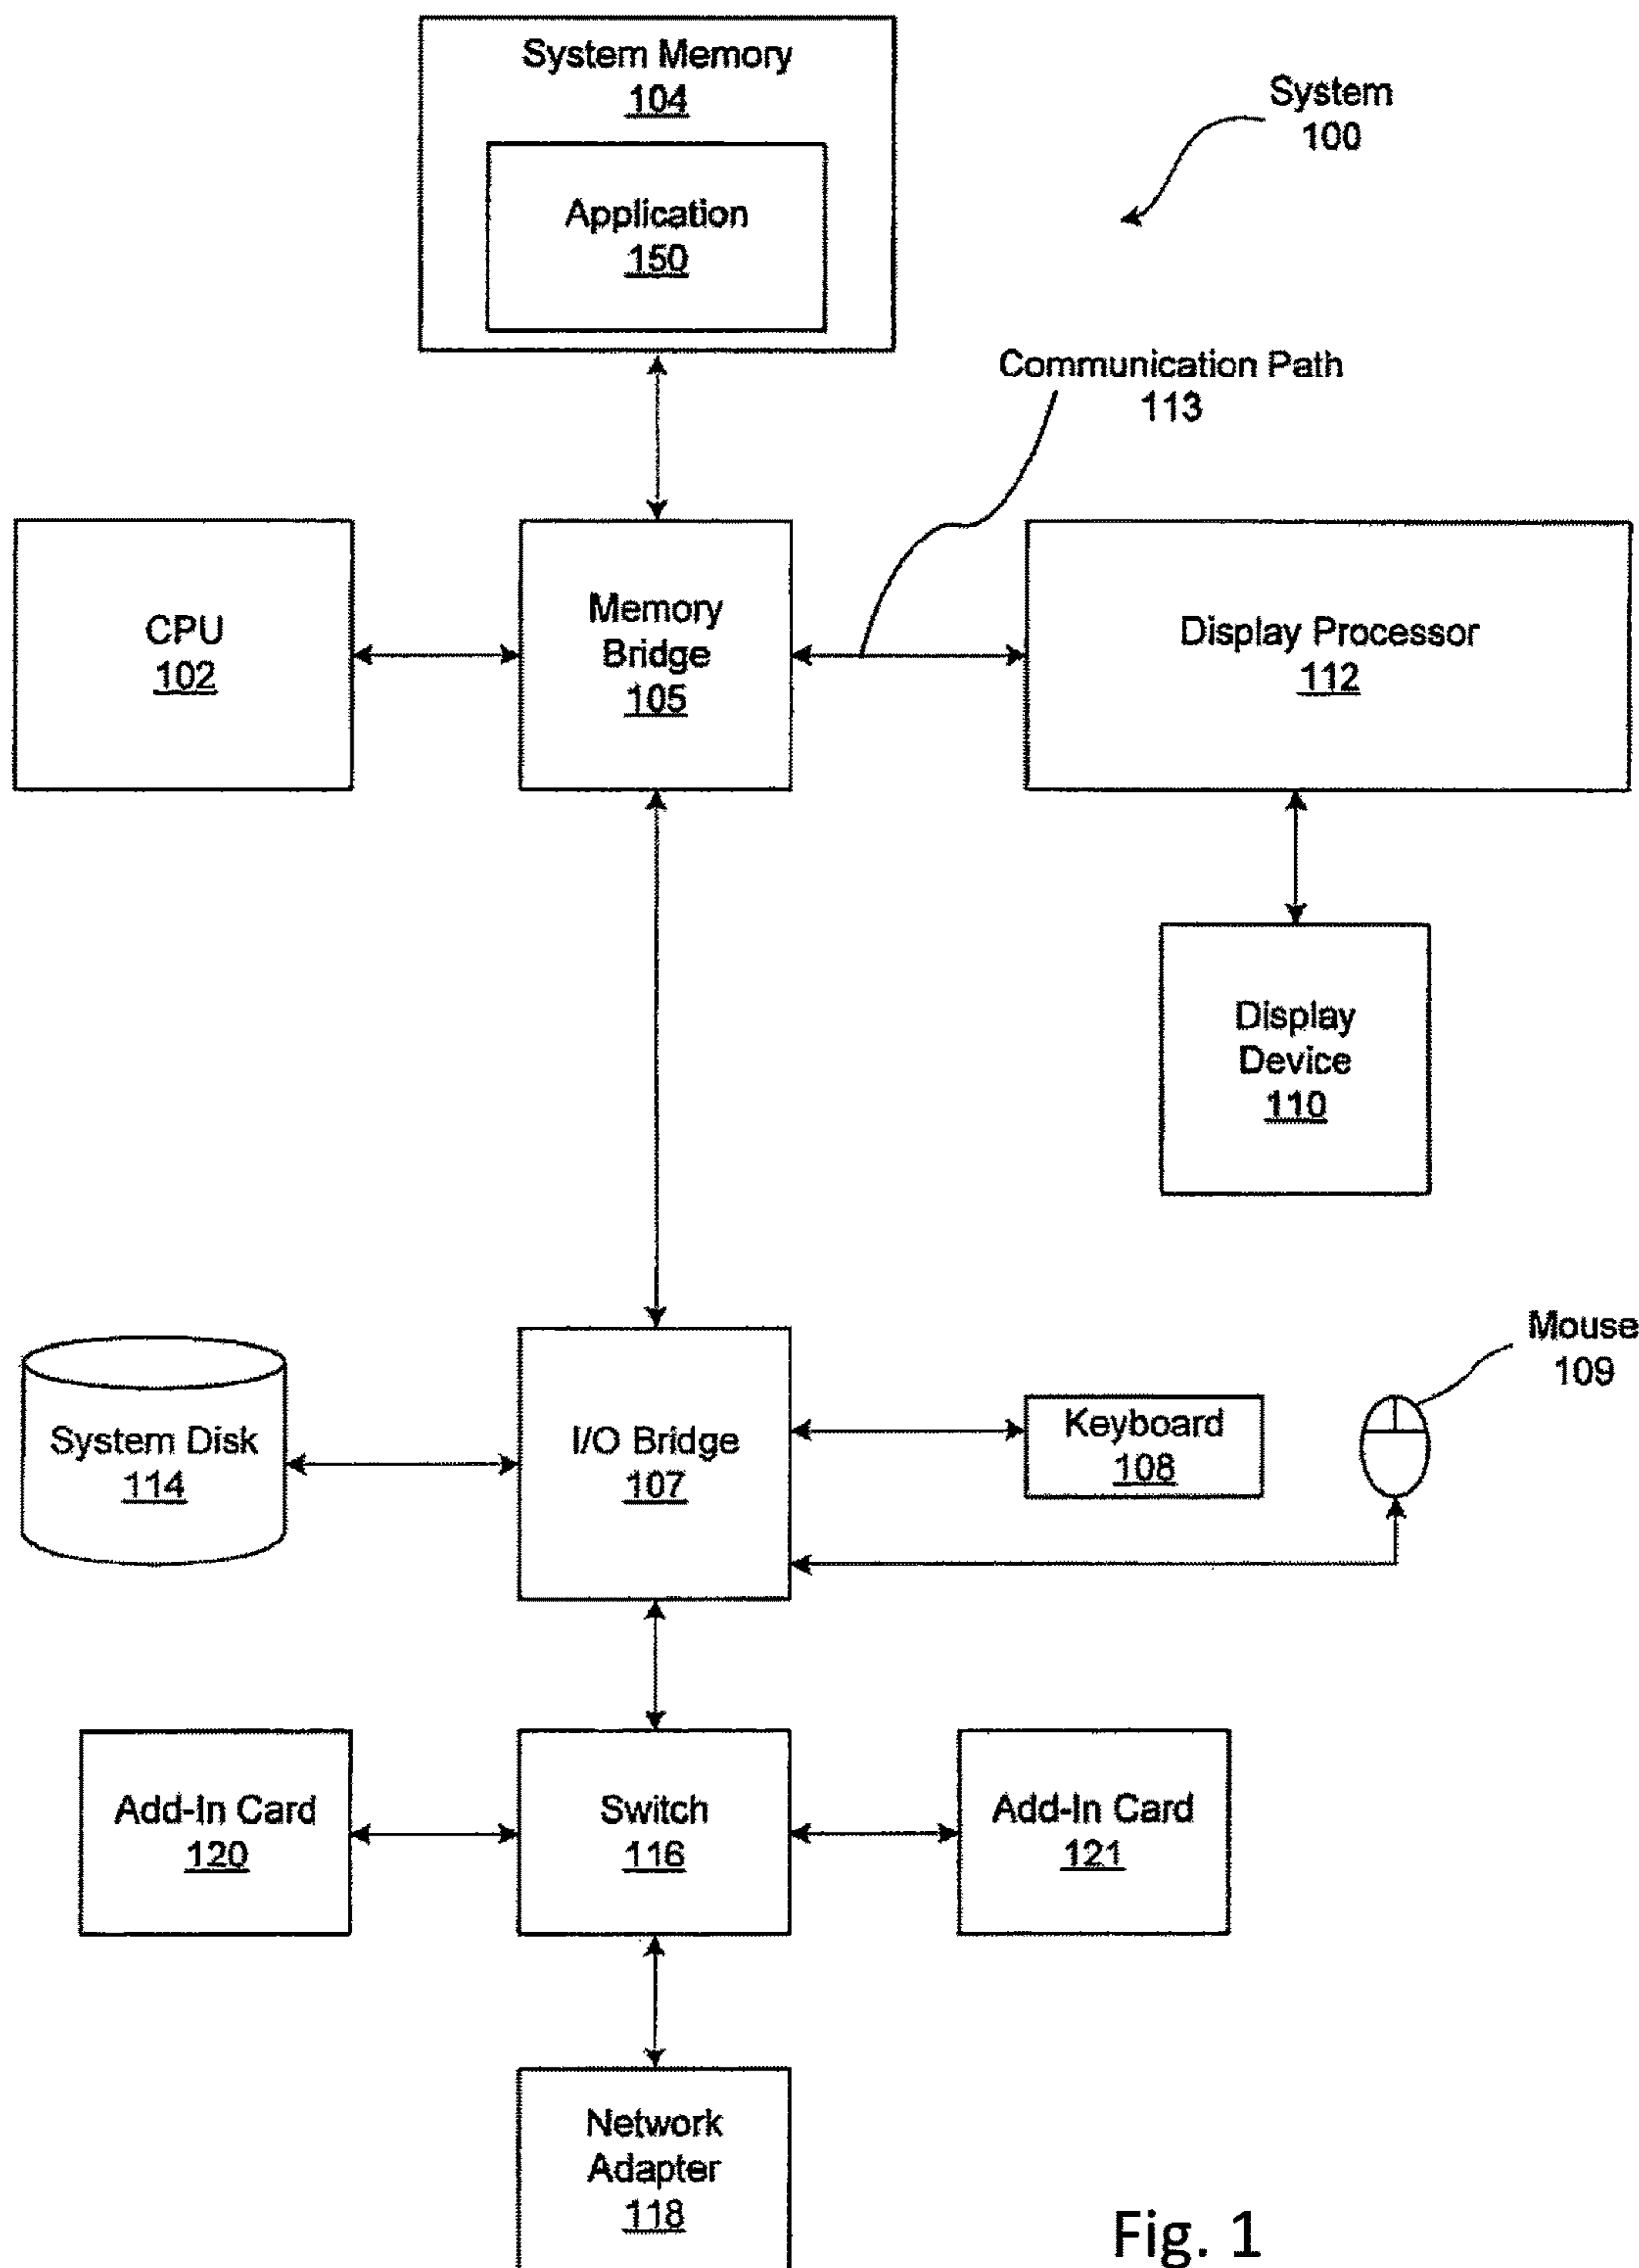 System Memory
104
Application
150
System
100
Communication Path
113
CPU
102
Memory
Bridge
105
Display Processor
112
Display
Device
110
Mouse
109
System Disk
114
I/O Bridge
107
Keyboard
108
Add-In Card
120
Switch
116
Add-In Card
121
Network
Adapter
118
Fig. 1